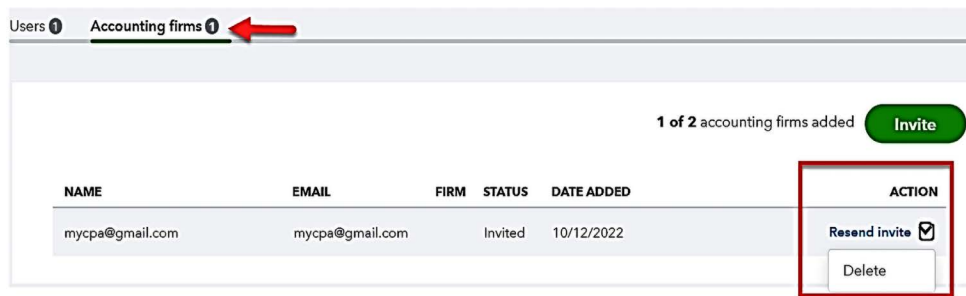 Users 1 Accounting firms 1
1 of 2 accounting firms added Invite
NAME EMAIL FIRM STATUS DATE ADDED ACTION
mycpa@gmail.com mycpa@gmail.com Invited 10/12/2022 Resend invite
Delete